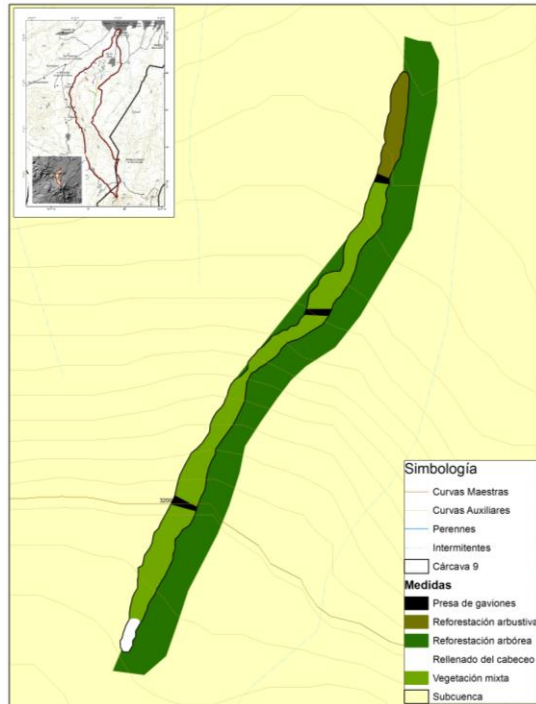 3200
Simbología
Curvas Maestras
Curvas Auxiliares
Perennes
Intermitentes
Cárcava 9
Medidas
Presa de gaviones
Reforestación arbustiva
Reforestación arbórea
Rellenado del cabeceo
Vegetación mixta
Subcuenca